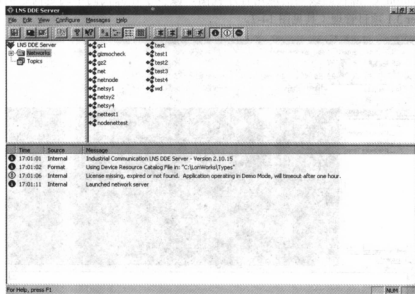 LNS DDE Server
File Edit View Configure Messages Help
LNS DDE Server
Networks
Topics
gc1
gizmocheck
gz2
net
netnode
netsy1
netsy2
netsy4
nettest1
nodenettest
test
test1
test2
test3
test4
wd
Time Source Message
17:01:01 Internal Industrial Communication LNS DDE Server - Version 2.10.15
17:01:02 Format Using Device Resource Catalog File in: "C:\LonWorks\Types"
17:01:06 Internal License missing, expired or not found. Application operating in Demo Mode, will timeout after one hour.
17:01:11 Internal Launched network server
For Help, press F1
NUM